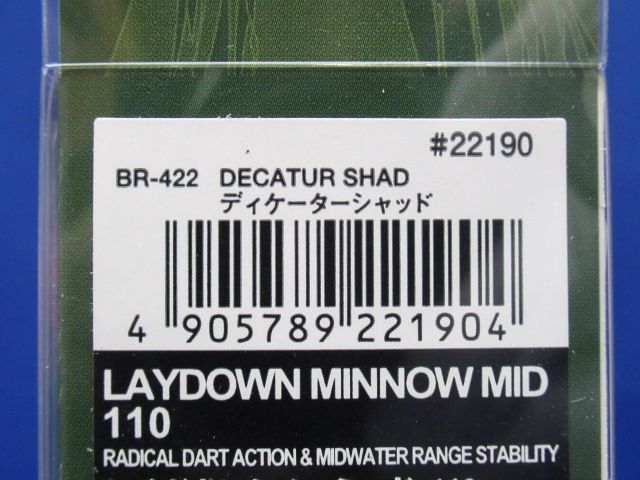 #22190
BR-422 DECATUR SHAD
ディケーターシャッド
4 905789 221904
LAYDOWN MINNOW MID
110
RADICAL DART ACTION & MIDWATER RANGE STABILITY